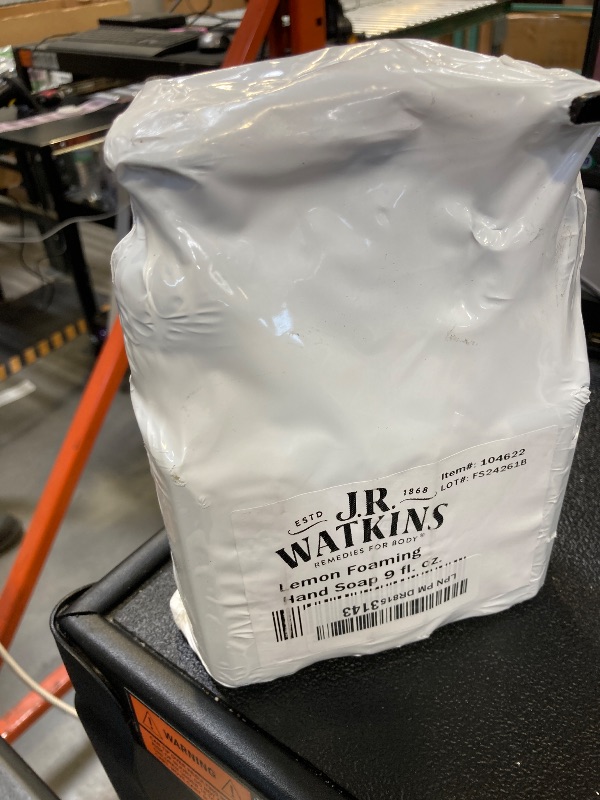 Item#: 104622
LOT#: FS24261B
ESTD 1868
J.R.
WATKINS
REMEDIES FOR BODY®
Lemon Foaming
Hand Soap 9 fl. oz.
LPN PM DR8153143
WARNING